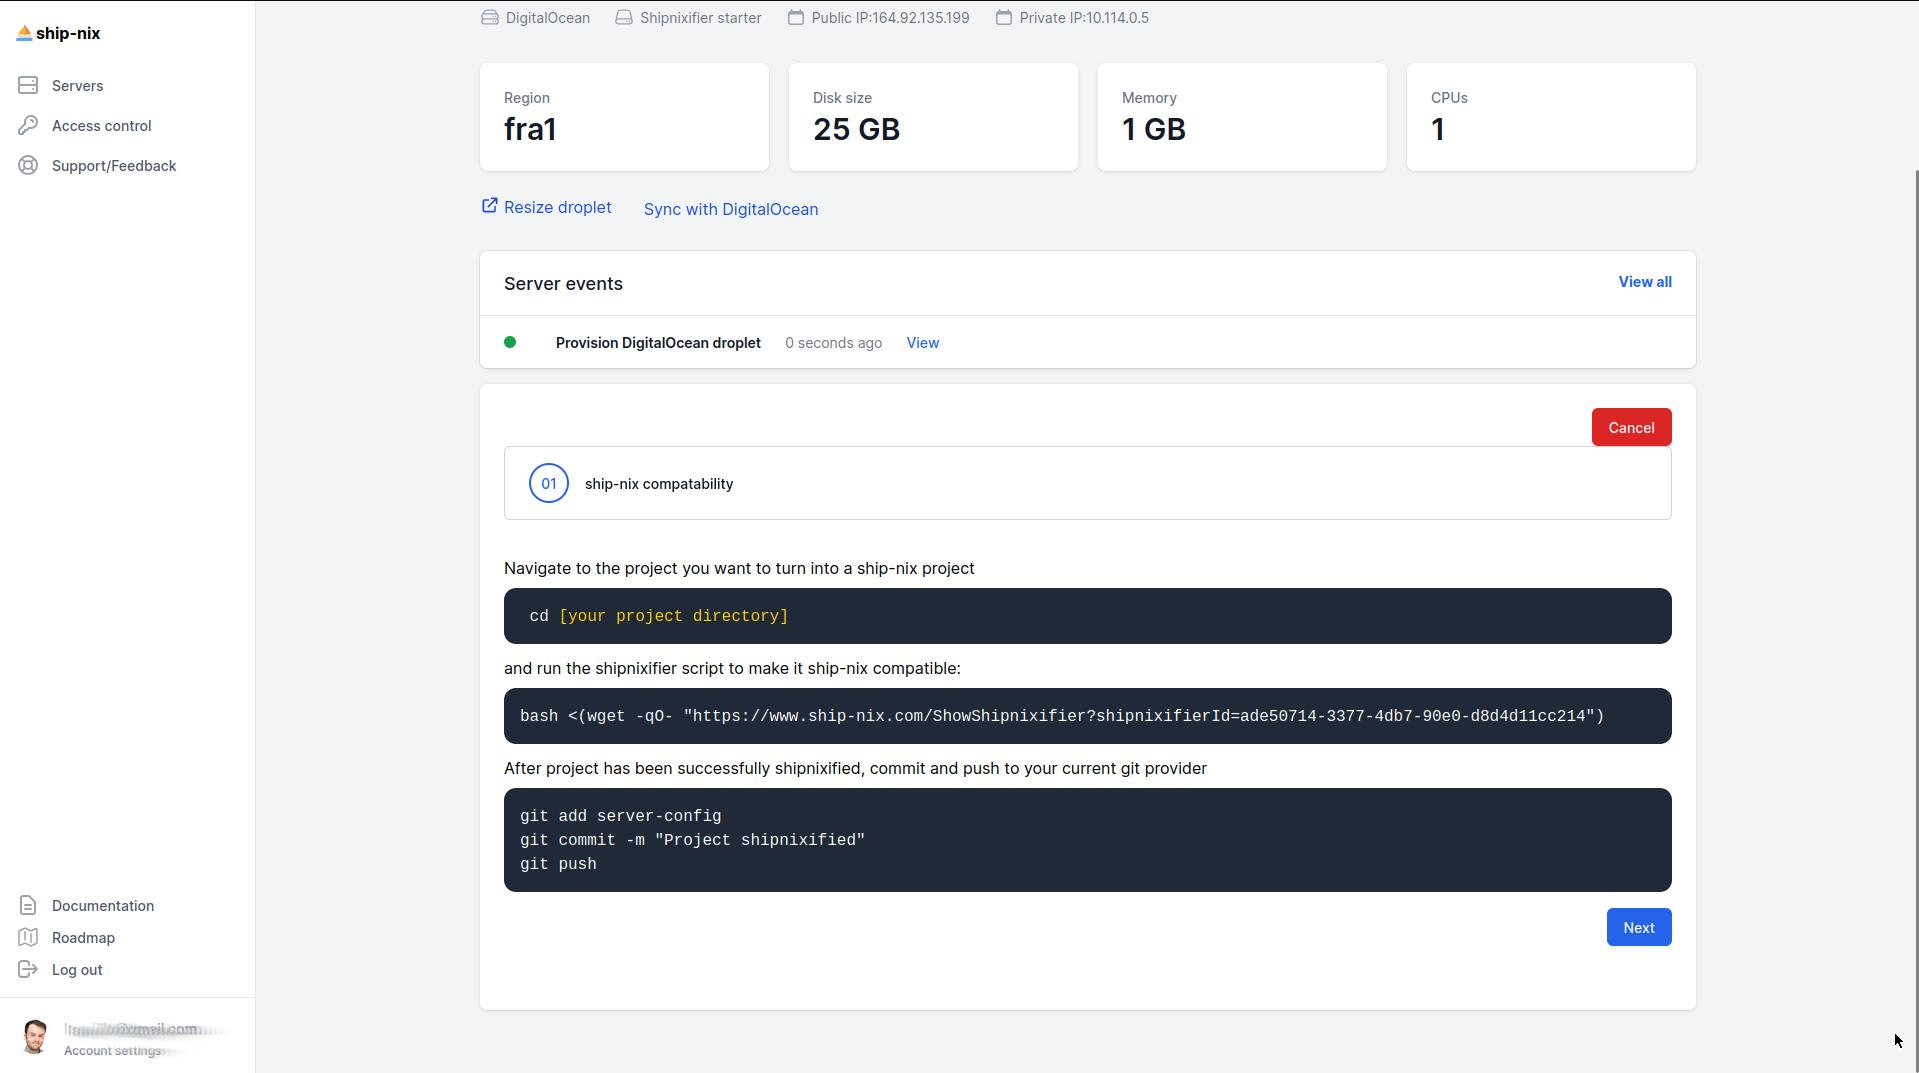 ship-nix
Servers
Access control
Support/Feedback
DigitalOcean Shipnixifier starter Public IP:164.92.135.199 Private IP:10.114.0.5
Region
fra1
Disk size
25 GB
Memory
1 GB
CPUs
1
Resize droplet Sync with DigitalOcean
Server events View all
Provision DigitalOcean droplet 0 seconds ago View
Cancel
01 ship-nix compatability
Navigate to the project you want to turn into a ship-nix project
cd [your project directory]
and run the shipnixifier script to make it ship-nix compatible:
bash <(wget -qO- "https://www.ship-nix.com/ShowShipnixifier?shipnixifierId=ade50714-3377-4db7-90e0-d8d4d11cc214")
After project has been successfully shipnixified, commit and push to your current git provider
git add server-config
git commit -m "Project shipnixified"
git push
Next
Documentation
Roadmap
Log out
Account settings